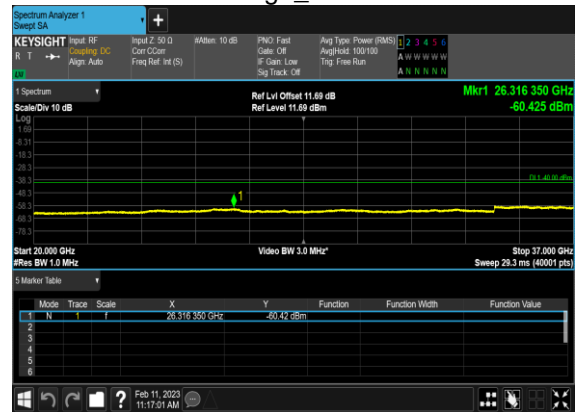 Spectrum Analyzer 1
Swept SA
KEYSIGHT Input: RF Input Z: 50 Ω #Atten: 10 dB PNO: Fast Avg Type: Power (RMS) 1 2 3 4 5 6
R T Coupling: DC Corr CCorr Gate: Off Avg|Hold: 100/100 A W W W W W
Align: Auto Freq Ref: Int (S) IF Gain: Low Trig: Free Run
Sig Track: Off A N N N N N
1 Spectrum Ref Lvl Offset 11.69 dB Mkr1 26.316 350 GHz
Scale/Div 10 dB Ref Level 11.69 dBm -60.425 dBm
Log
1.69
-8.31
-18.3
-28.3
-38.3 DL1 -40.00 dBm
-48.3 1
-58.3
-68.3
-78.3
Start 20.000 GHz Video BW 3.0 MHz* Stop 37.000 GHz
#Res BW 1.0 MHz Sweep 29.3 ms (40001 pts)
5 Marker Table
Mode Trace Scale X Y Function Function Width Function Value
1 N 1 f 26.316 350 GHz -60.42 dBm
2
3
4
5
6
? Feb 11, 2023
11:17:01 AM